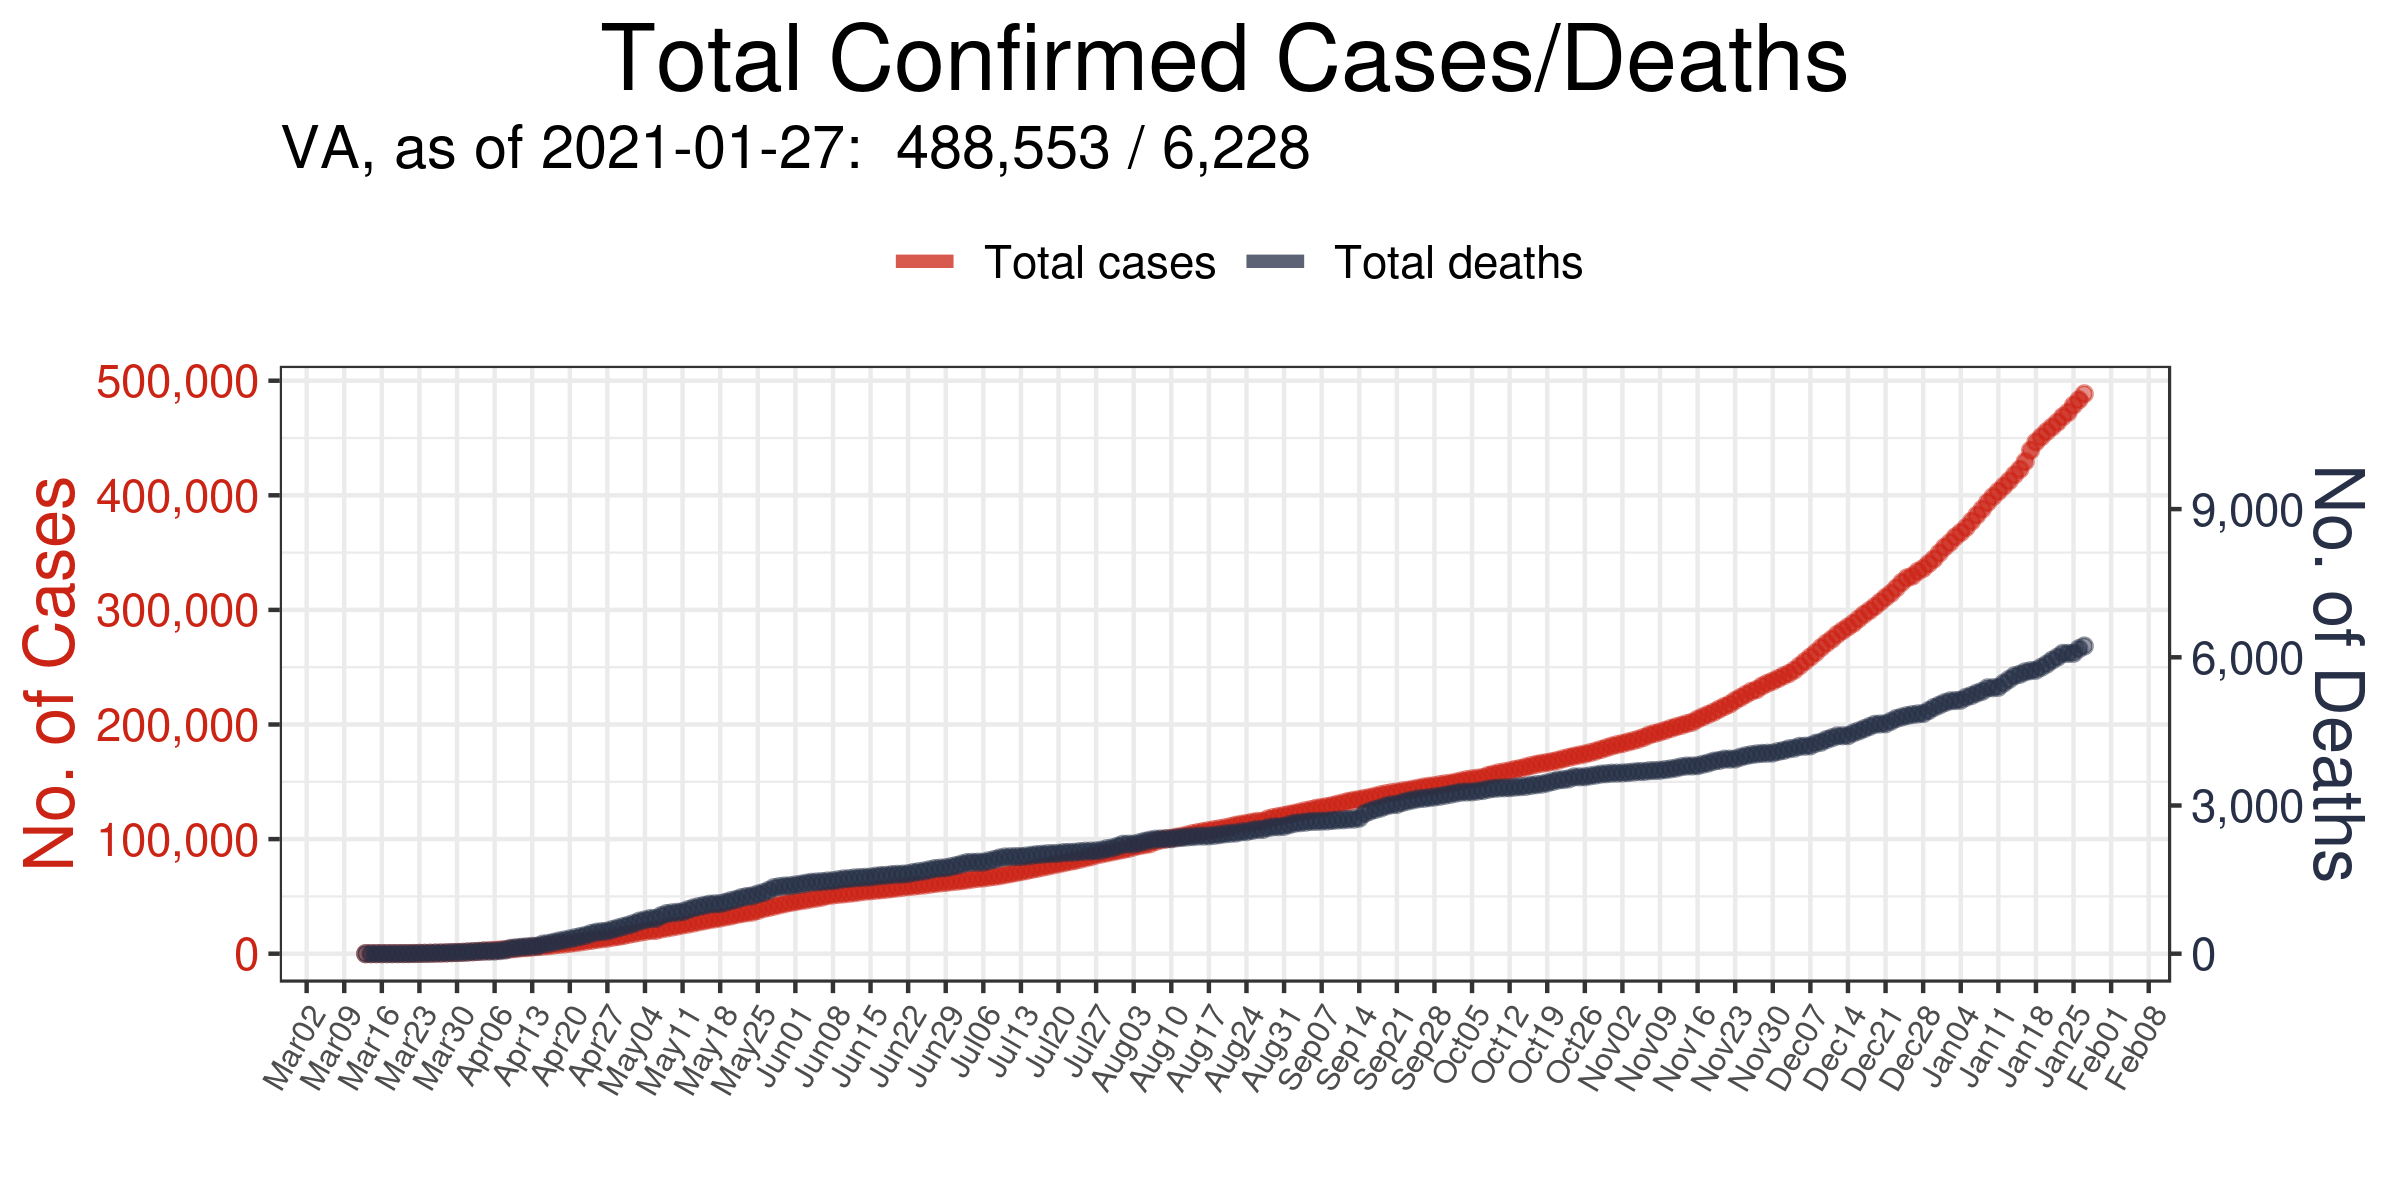 Total Confirmed Cases/Deaths
VA, as of 2021-01-27:  488,553 / 6,228
Total cases
Total deaths
No. of Cases
500,000
400,000
300,000
200,000
100,000
0
9,000
6,000
3,000
0
No. of Deaths
Mar02
Mar09
Mar16
Mar23
Mar30
Apr06
Apr13
Apr20
Apr27
May04
May11
May18
May25
Jun01
Jun08
Jun15
Jun22
Jun29
Jul06
Jul13
Jul20
Jul27
Aug03
Aug10
Aug17
Aug24
Aug31
Sep07
Sep14
Sep21
Sep28
Oct05
Oct12
Oct19
Oct26
Nov02
Nov09
Nov16
Nov23
Nov30
Dec07
Dec14
Dec21
Dec28
Jan04
Jan11
Jan18
Jan25
Feb01
Feb08